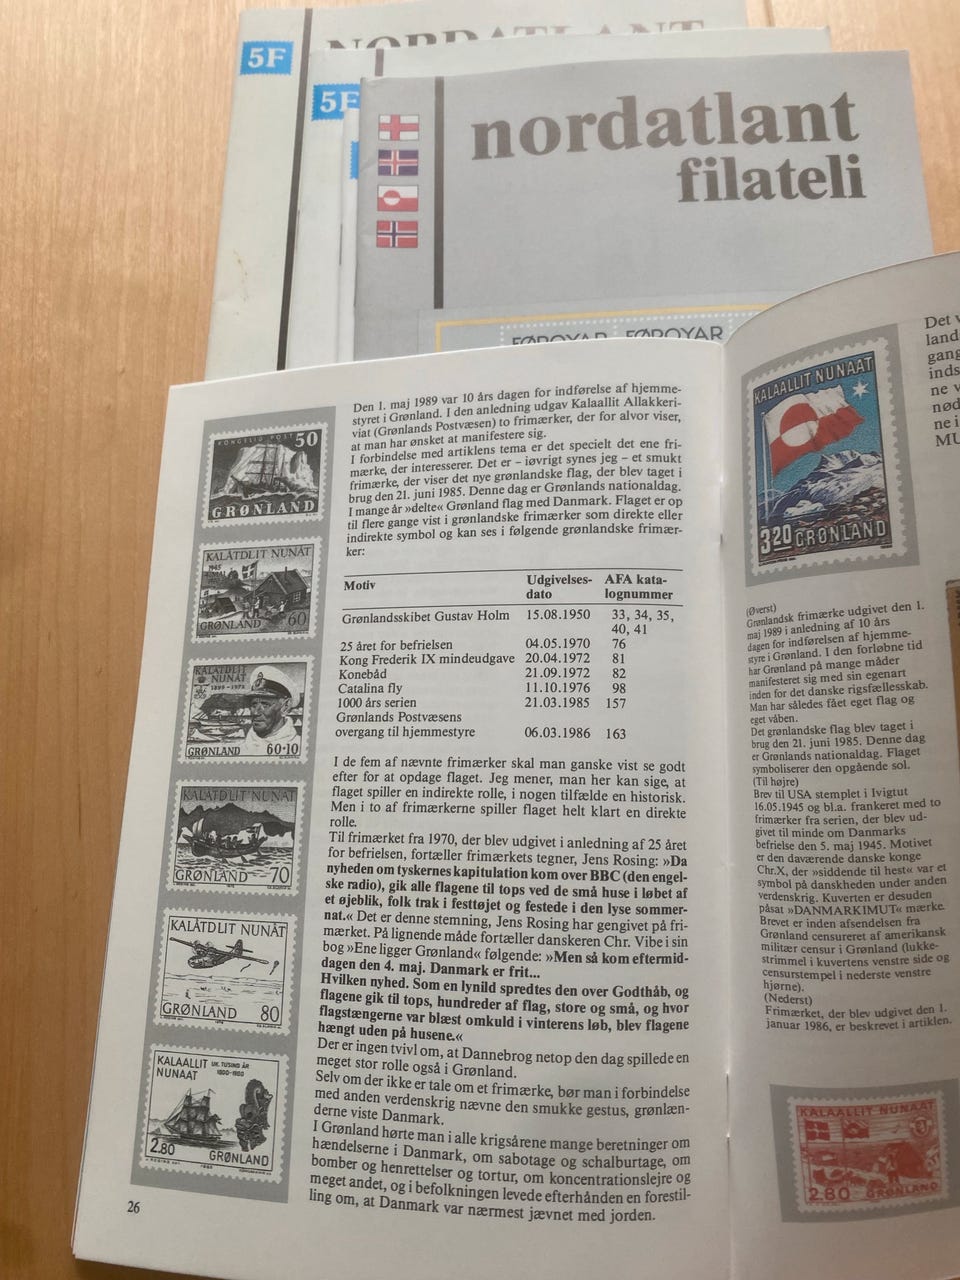 5F
NORDATLANT
5F
nordatlant
filateli
FØROYAR
FØROYAR
KONGELIG POST 50
GRØNLAND
KALÂTDLIT NUNÂT
1945
GRØNLAND 60
KALÂTDLIT
NUNÂT
1899-1972
GRØNLAND 60+10
KALÂTDLIT NUNÂT
GRØNLAND 70
KALÂTDLIT NUNÂT
GRØNLAND 80
KALAALLIT
NUNAAT
2.80 GRØNLAND
26
Den 1. maj 1989 var 10 års dagen for indførelse af hjemme-
styret i Grønland. I den anledning udgav Kalaallit Allakkeri-
viat (Grønlands Postvæsen) to frimærker, der for alvor viser,
at man har ønsket at manifestere sig.
I forbindelse med artiklens tema er det specielt det ene fri-
mærke, der interesserer. Det er – iøvrigt synes jeg – et smukt
frimærke, der viser det nye grønlandske flag, der blev taget i
brug den 21. juni 1985. Denne dag er Grønlands nationaldag.
I mange år »delte« Grønland flag med Danmark. Flaget er op
til flere gange vist i grønlandske frimærker som direkte eller
indirekte symbol og kan ses i følgende grønlandske frimær-
ker:
Motiv Udgivelses- AFA kata-
dato lognummer
Grønlandsskibet Gustav Holm 15.08.1950 33, 34, 35,
40, 41
25 året for befrielsen 04.05.1970 76
Kong Frederik IX mindeudgave 20.04.1972 81
Konebåd 21.09.1972 82
Catalina fly 11.10.1976 98
1000 års serien 21.03.1985 157
Grønlands Postvæsens
overgang til hjemmestyre 06.03.1986 163
I de fem af nævnte frimærker skal man ganske vist se godt
efter for at opdage flaget. Jeg mener, man her kan sige, at
flaget spiller en indirekte rolle, i nogen tilfælde en historisk.
Men i to af frimærkerne spiller flaget helt klart en direkte
rolle.
Til frimærket fra 1970, der blev udgivet i anledning af 25 året
for befrielsen, fortæller frimærkets tegner, Jens Rosing: »Da
nyheden om tyskernes kapitulation kom over BBC (den engel-
ske radio), gik alle flagene til tops ved de små huse i løbet af
et øjeblik, folk trak i festtøjet og festede i den lyse sommer-
nat.« Det er denne stemning, Jens Rosing har gengivet på fri-
mærket. På lignende måde fortæller danskeren Chr. Vibe i sin
bog »Ene ligger Grønland« følgende: »Men så kom eftermid-
dagen den 4. maj. Danmark er frit...
Hvilken nyhed. Som en lynild spredtes den over Godthåb, og
flagene gik til tops, hundreder af flag, store og små, og hvor
flagstængerne var blæst omkuld i vinterens løb, blev flagene
hængt uden på husene.«
Der er ingen tvivl om, at Dannebrog netop den dag spillede en
meget stor rolle også i Grønland.
Selv om der ikke er tale om et frimærke, bør man i forbindelse
med anden verdenskrig nævne den smukke gestus, grønlæn-
derne viste Danmark.
I Grønland hørte man i alle krigsårene mange beretninger om
hændelserne i Danmark, om sabotage og schalburtage, om
bomber og henrettelser og tortur, om koncentrationslejre og
meget andet, og i befolkningen levede efterhånden en forestil-
ling om, at Danmark var nærmest jævnet med jorden.
KALAALLIT NUNAAT
3.20 GRØNLAND
Det v
land
gang
inds
ne v
nød
ne i
MU
(Øverst)
Grønlandsk frimærke udgivet den 1.
maj 1989 i anledning af 10 års
dagen for indførelsen af hjemme-
styre i Grønland. I den forløbne tid
har Grønland på mange måder
manifesteret sig med sin egenart
inden for det danske rigsfællesskab.
Man har således fået eget flag og
eget våben.
Det grønlandske flag blev taget i
brug den 21. juni 1985. Denne dag
er Grønlands nationaldag. Flaget
symboliserer den opgående sol.
(Til højre)
Brev til USA stemplet i Ivigtut
16.05.1945 og bl.a. frankeret med to
frimærker fra serien, der blev ud-
givet til minde om Danmarks
befrielse den 5. maj 1945. Motivet
er den daværende danske konge
Chr.X, der »siddende til hest« var et
symbol på danskheden under anden
verdenskrig. Kuverten er desuden
påsat »DANMARKIMUT« mærke.
Brevet er inden afsendelsen fra
Grønland censureret af amerikansk
militær censur i Grønland (lukke-
strimmel i kuvertens venstre side og
censurstempel i nederste venstre
hjørne).
(Nederst)
Frimærket, der blev udgivet den 1.
januar 1986, er beskrevet i artiklen.
KALAALLIT NUNAAT
2.80 GRØNLAND